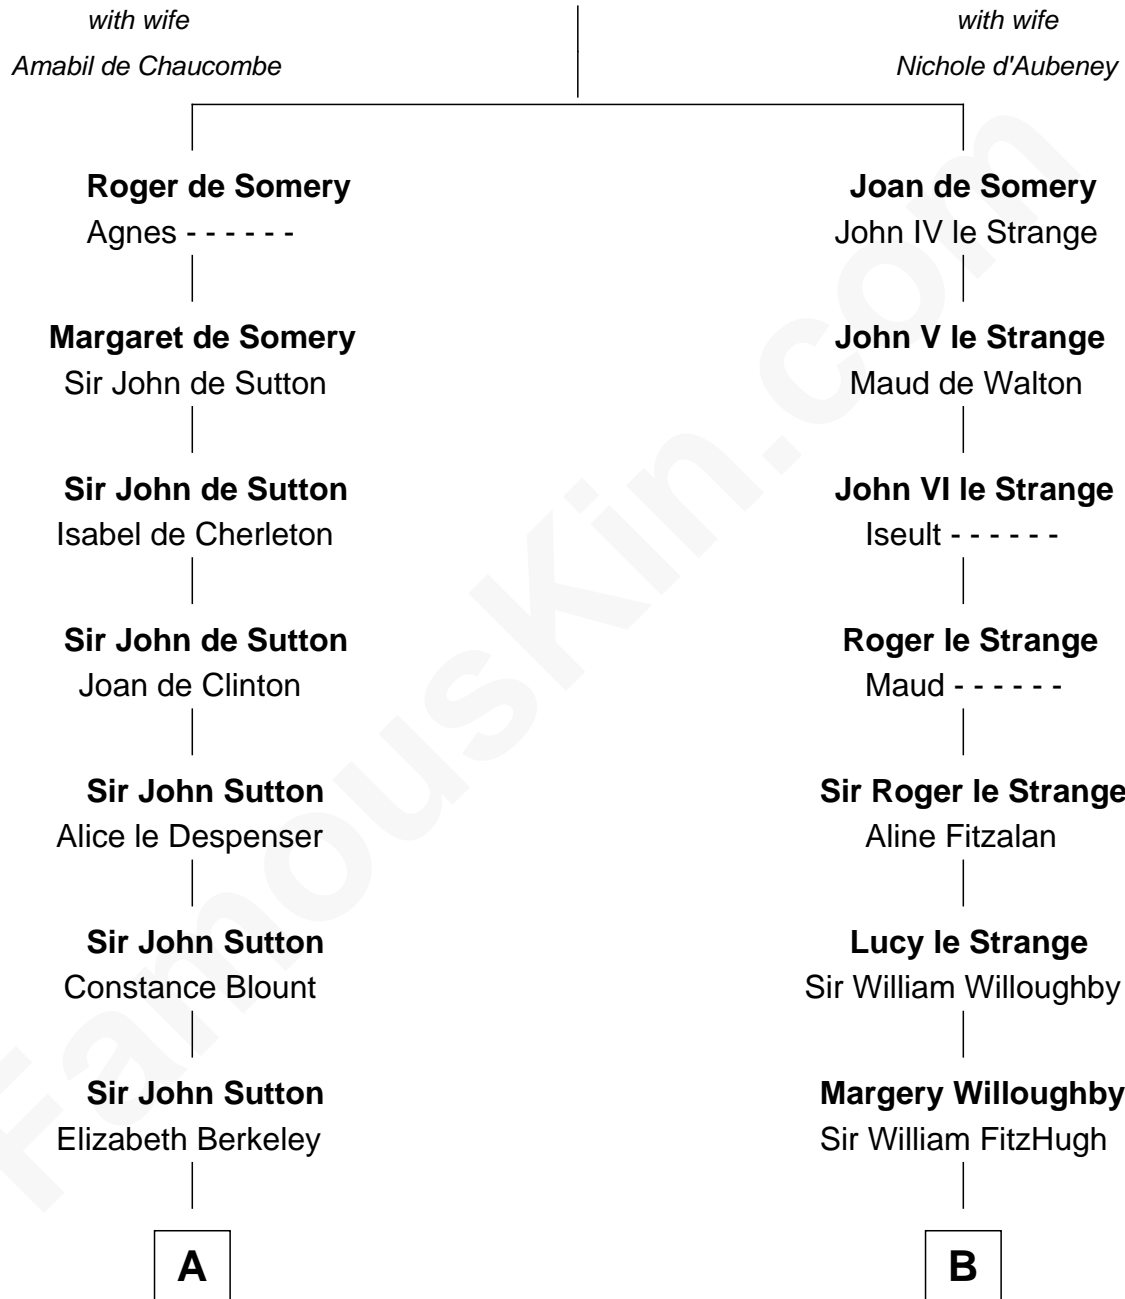 with wife
Amabil de Chaucombe
with wife
Nichole d'Aubeney
Roger de Somery
Agnes - - - - - -
Joan de Somery
John IV le Strange
Margaret de Somery
Sir John de Sutton
John V le Strange
Maud de Walton
Sir John de Sutton
Isabel de Cherleton
John VI le Strange
Iseult - - - - - -
Sir John de Sutton
Joan de Clinton
Roger le Strange
Maud - - - - - -
Sir John Sutton
Alice le Despenser
Sir Roger le Strange
Aline Fitzalan
Sir John Sutton
Constance Blount
Lucy le Strange
Sir William Willoughby
Sir John Sutton
Elizabeth Berkeley
Margery Willoughby
Sir William FitzHugh
A
B
FamousKin.com